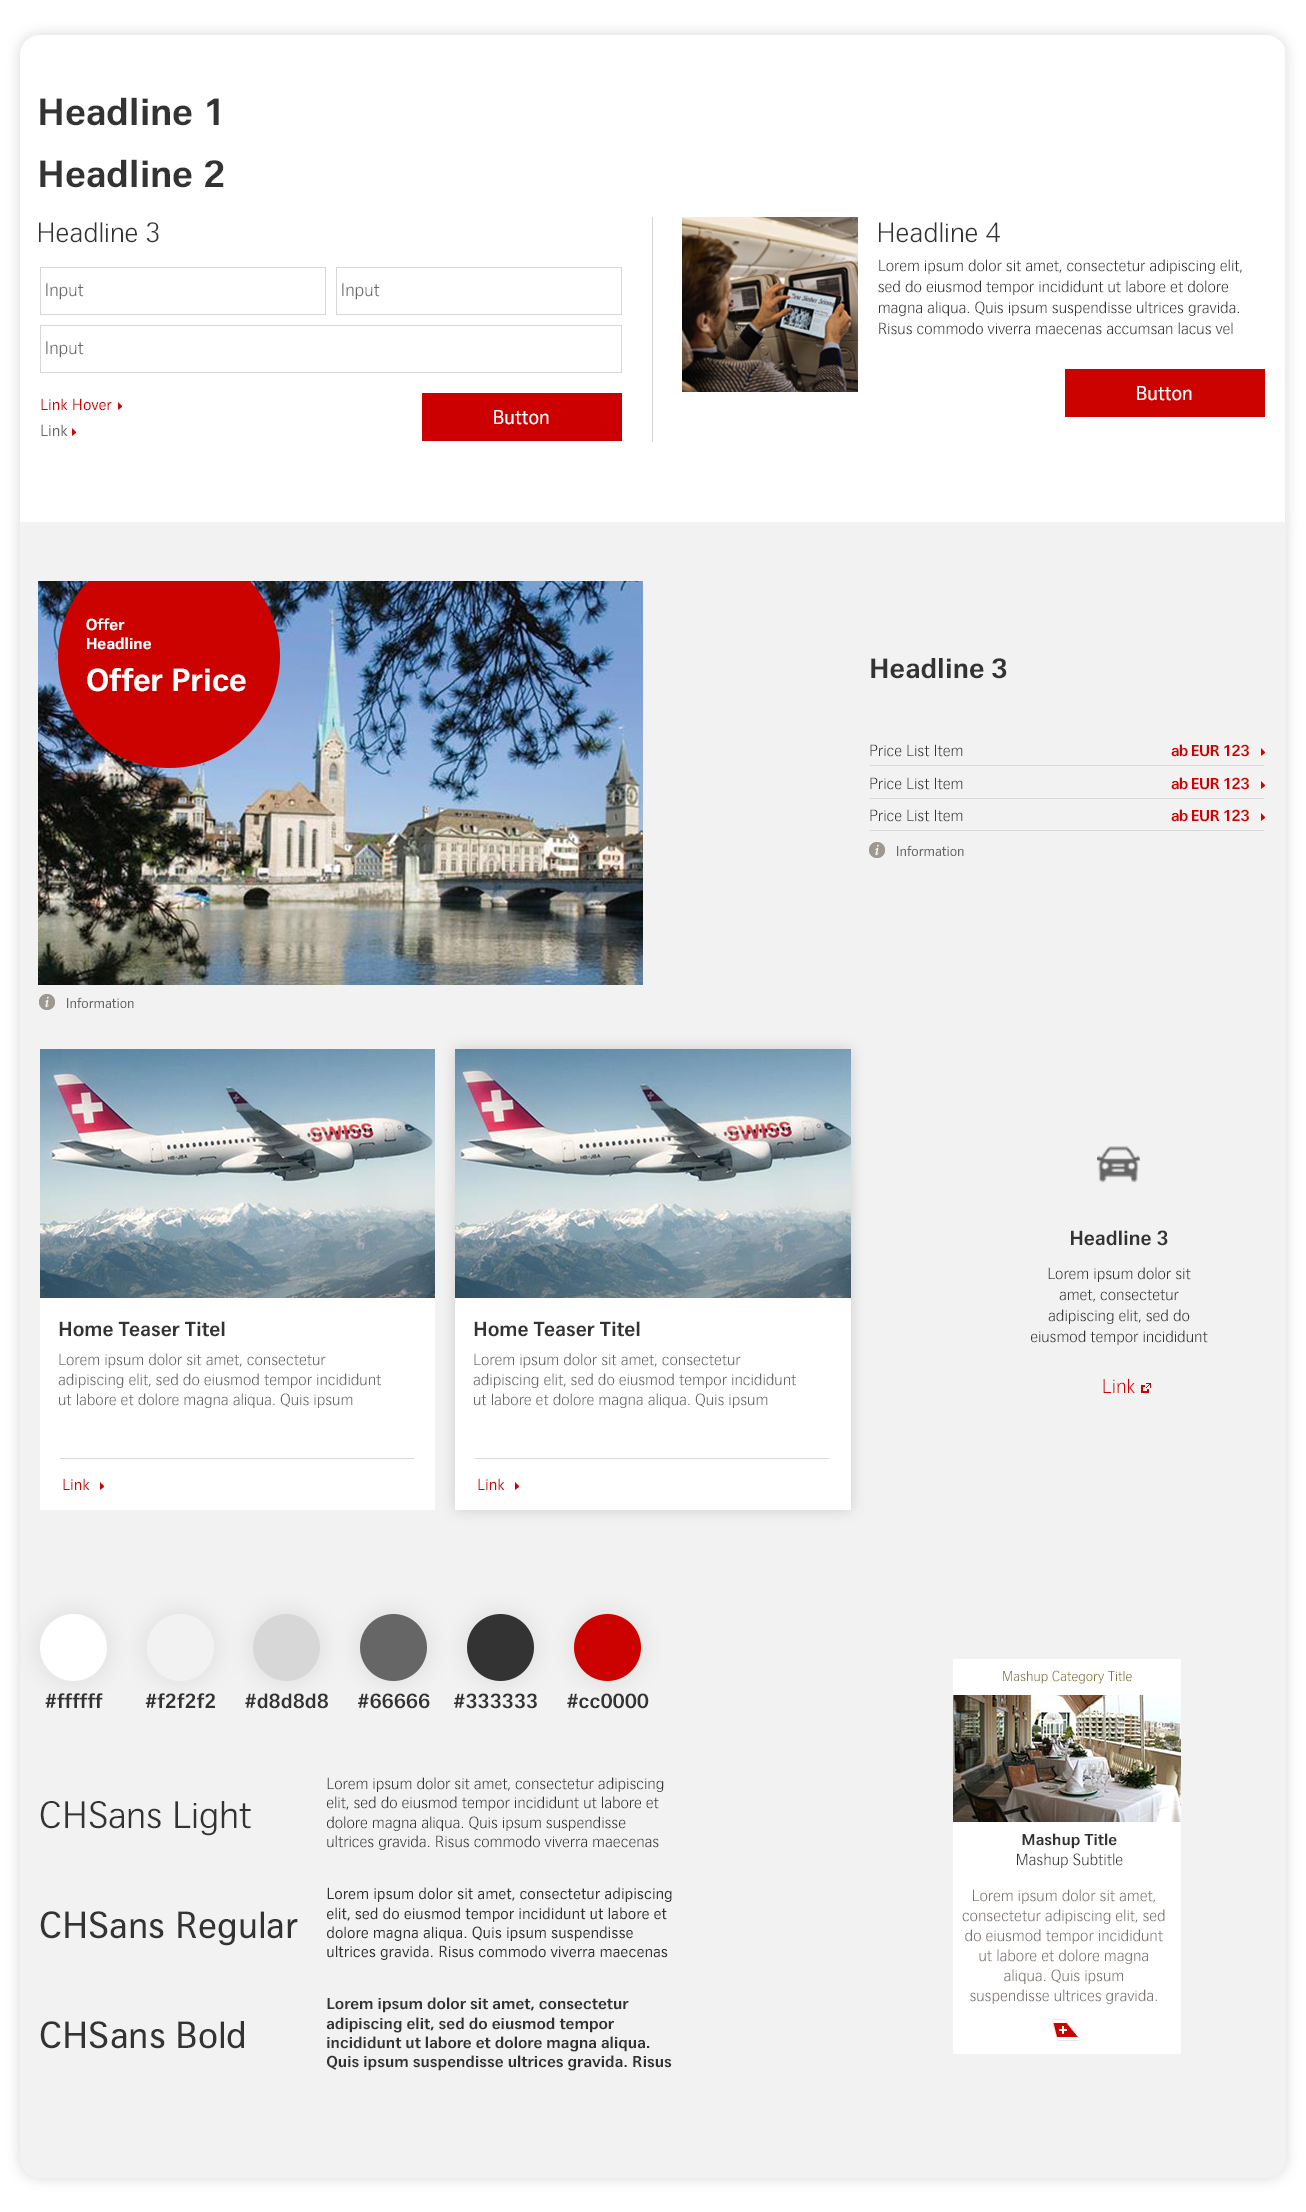 Headline 1
Headline 2
Headline 3
Input
Input
Input
Link Hover
Link
Button
Headline 4
Lorem ipsum dolor sit amet, consectetur adipiscing elit,
sed do eiusmod tempor incididunt ut labore et dolore
magna aliqua. Quis ipsum suspendisse ultrices gravida.
Risus commodo viverra maecenas accumsan lacus vel
Button
Offer
Headline
Offer Price
Information
Headline 3
Price List Item ab EUR 123
Price List Item ab EUR 123
Price List Item ab EUR 123
Information
SWISS
HB-JBA
Home Teaser Titel
Lorem ipsum dolor sit amet, consectetur
adipiscing elit, sed do eiusmod tempor incididunt
ut labore et dolore magna aliqua. Quis ipsum
Link
SWISS
HB-JBA
Home Teaser Titel
Lorem ipsum dolor sit amet, consectetur
adipiscing elit, sed do eiusmod tempor incididunt
ut labore et dolore magna aliqua. Quis ipsum
Link
Headline 3
Lorem ipsum dolor sit
amet, consectetur
adipiscing elit, sed do
eiusmod tempor incididunt
Link
#ffffff
#f2f2f2
#d8d8d8
#66666
#333333
#cc0000
CHSans Light
Lorem ipsum dolor sit amet, consectetur adipiscing
elit, sed do eiusmod tempor incididunt ut labore et
dolore magna aliqua. Quis ipsum suspendisse
ultrices gravida. Risus commodo viverra maecenas
CHSans Regular
Lorem ipsum dolor sit amet, consectetur adipiscing
elit, sed do eiusmod tempor incididunt ut labore et
dolore magna aliqua. Quis ipsum suspendisse
ultrices gravida. Risus commodo viverra maecenas
CHSans Bold
Lorem ipsum dolor sit amet, consectetur
adipiscing elit, sed do eiusmod tempor
incididunt ut labore et dolore magna aliqua.
Quis ipsum suspendisse ultrices gravida. Risus
Mashup Category Title
Mashup Title
Mashup Subtitle
Lorem ipsum dolor sit amet,
consectetur adipiscing elit, sed
do eiusmod tempor incididunt
ut labore et dolore magna
aliqua. Quis ipsum
suspendisse ultrices gravida.